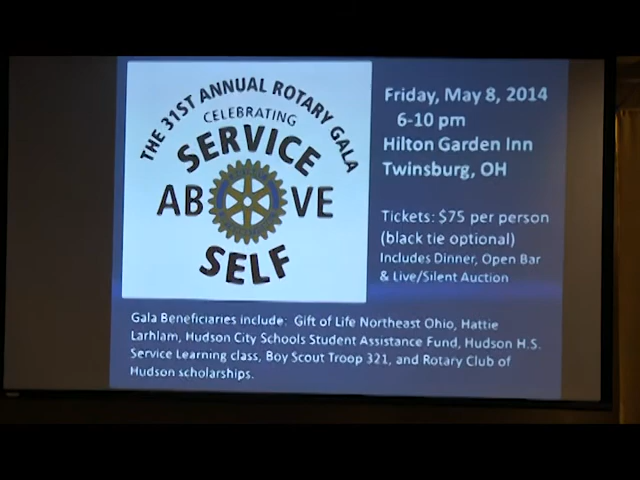 THE 31ST ANNUAL ROTARY GALA
CELEBRATING
SERVICE
ABOVE
SELF
Friday, May 8, 2014
6-10 pm
Hilton Garden Inn
Twinsburg, OH
Tickets: $75 per person
(black tie optional)
Includes Dinner, Open Bar
& Live/Silent Auction
Gala Beneficiaries include: Gift of Life Northeast Ohio, Hattie
Larlham, Hudson City Schools Student Assistance Fund, Hudson H.S.
Service Learning class, Boy Scout Troop 321, and Rotary Club of
Hudson scholarships.